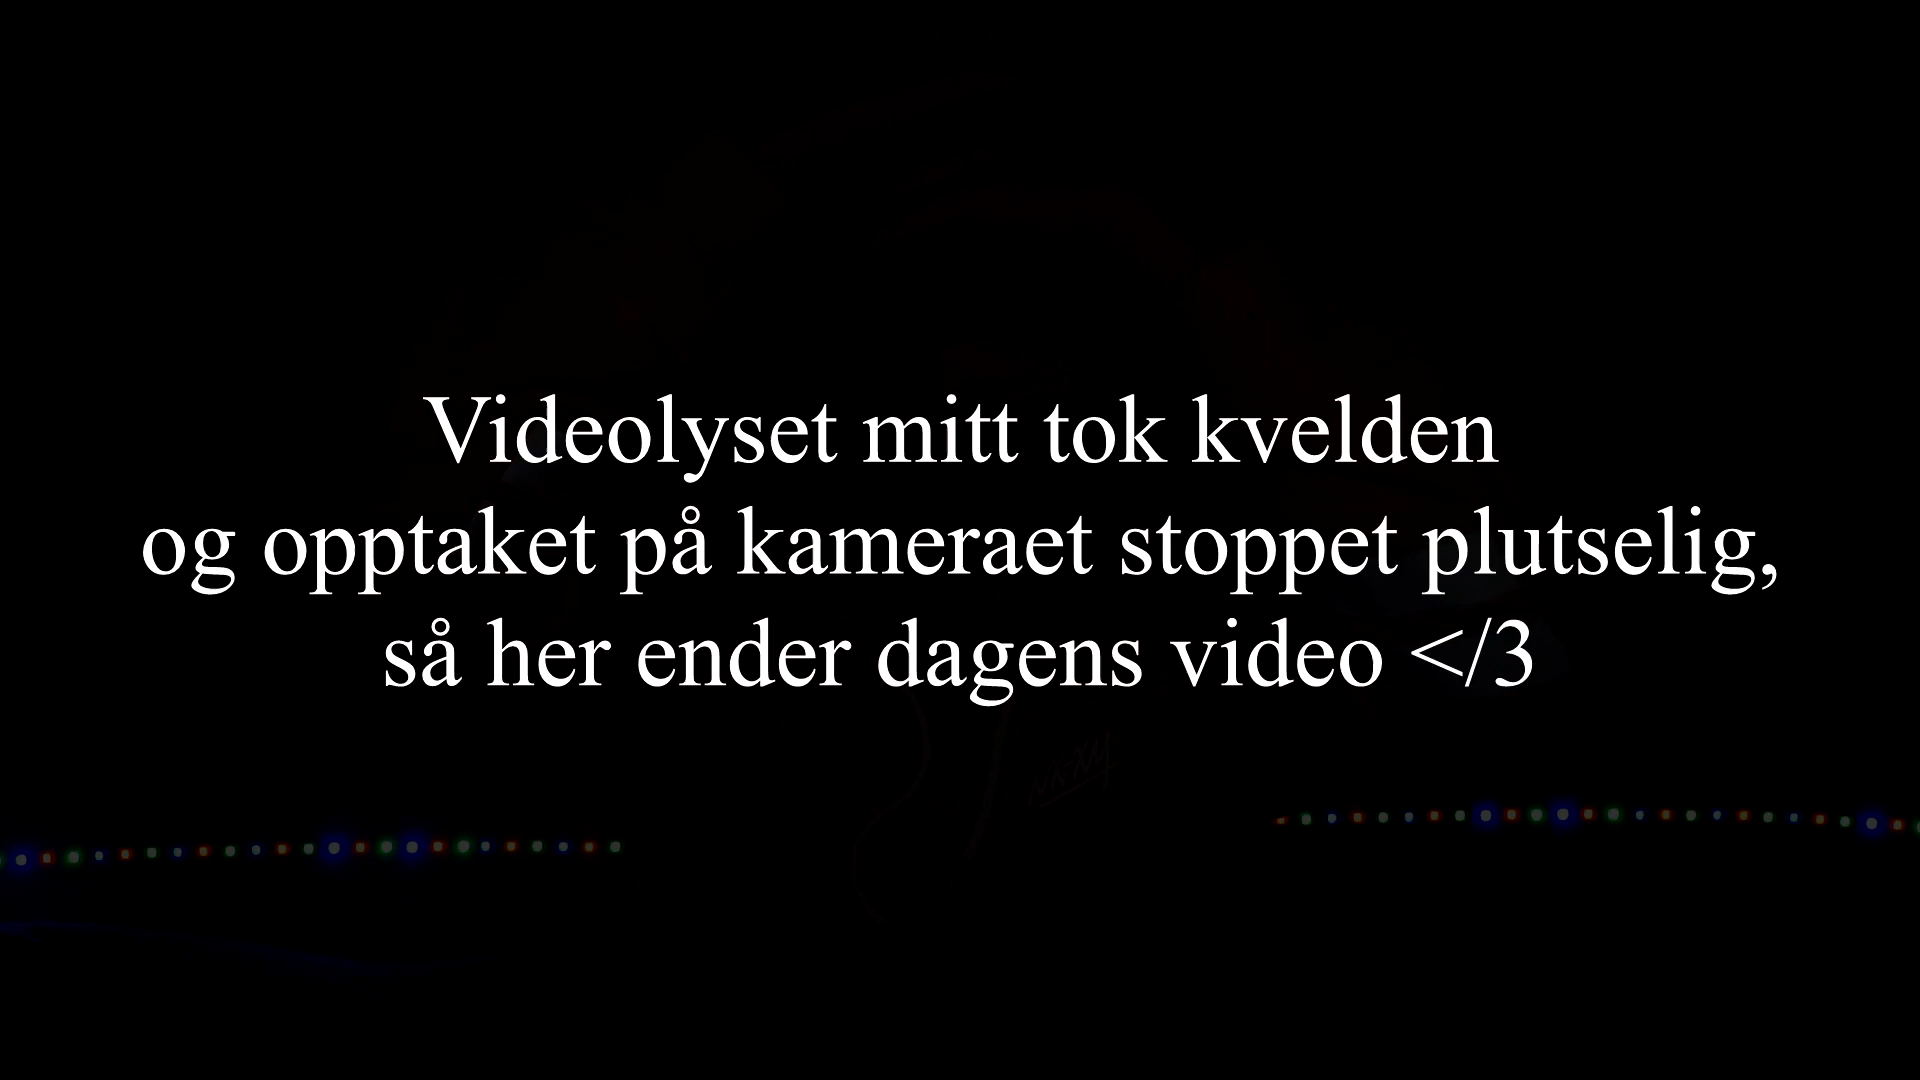 Videolyset mitt tok kvelden
og opptaket på kameraet stoppet plutselig,
så her ender dagens video </3